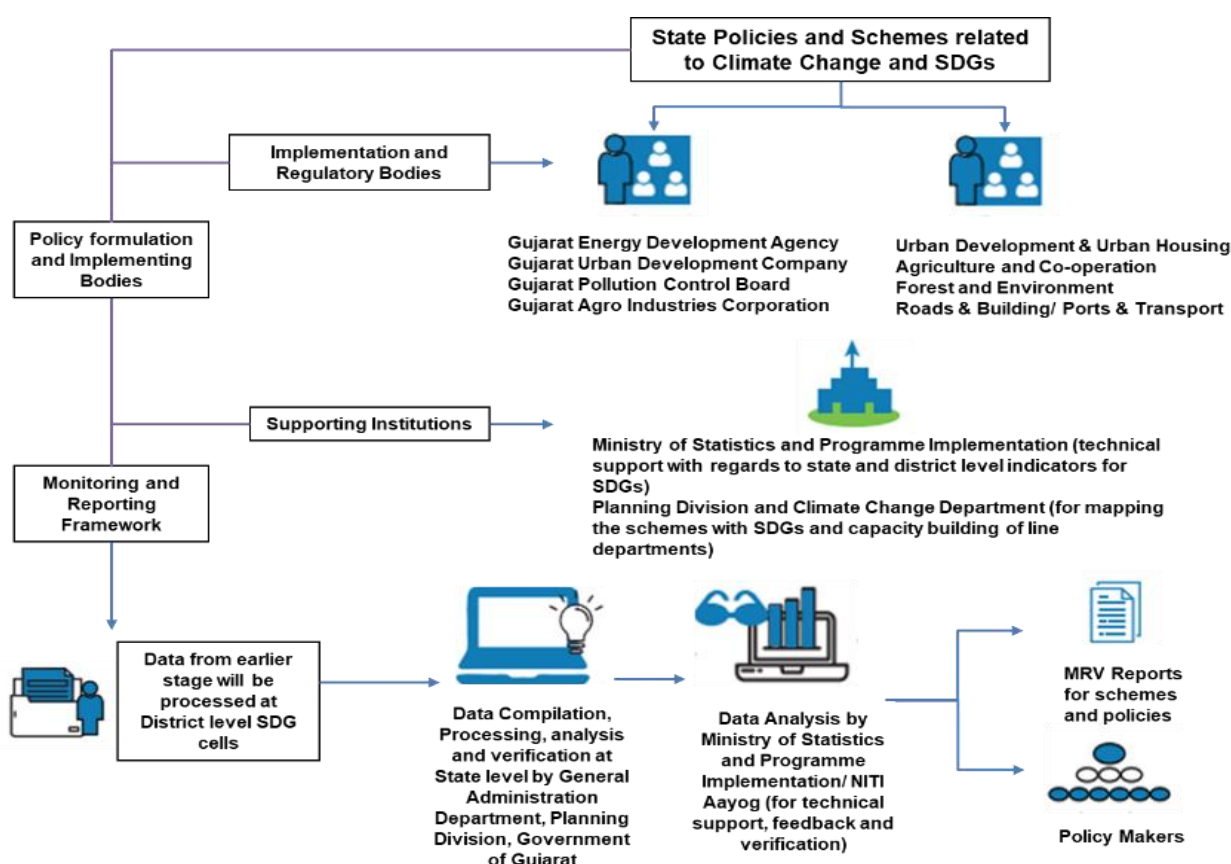 State Policies and Schemes related
to Climate Change and SDGs
Implementation and
Regulatory Bodies
Policy formulation
and Implementing
Bodies
Gujarat Energy Development Agency
Gujarat Urban Development Company
Gujarat Pollution Control Board
Gujarat Agro Industries Corporation
Urban Development & Urban Housing
Agriculture and Co-operation
Forest and Environment
Roads & Building/ Ports & Transport
Supporting Institutions
Ministry of Statistics and Programme Implementation (technical
support with regards to state and district level indicators for
SDGs)
Planning Division and Climate Change Department (for mapping
the schemes with SDGs and capacity building of line
departments)
Monitoring and
Reporting
Framework
Data from earlier
stage will be
processed at
District level SDG
cells
Data Compilation,
Processing, analysis
and verification at
State level by General
Administration
Department, Planning
Division, Government
of Gujarat
Data Analysis by
Ministry of Statistics
and Programme
Implementation/ NITI
Aayog (for technical
support, feedback and
verification)
MRV Reports
for schemes
and policies
Policy Makers